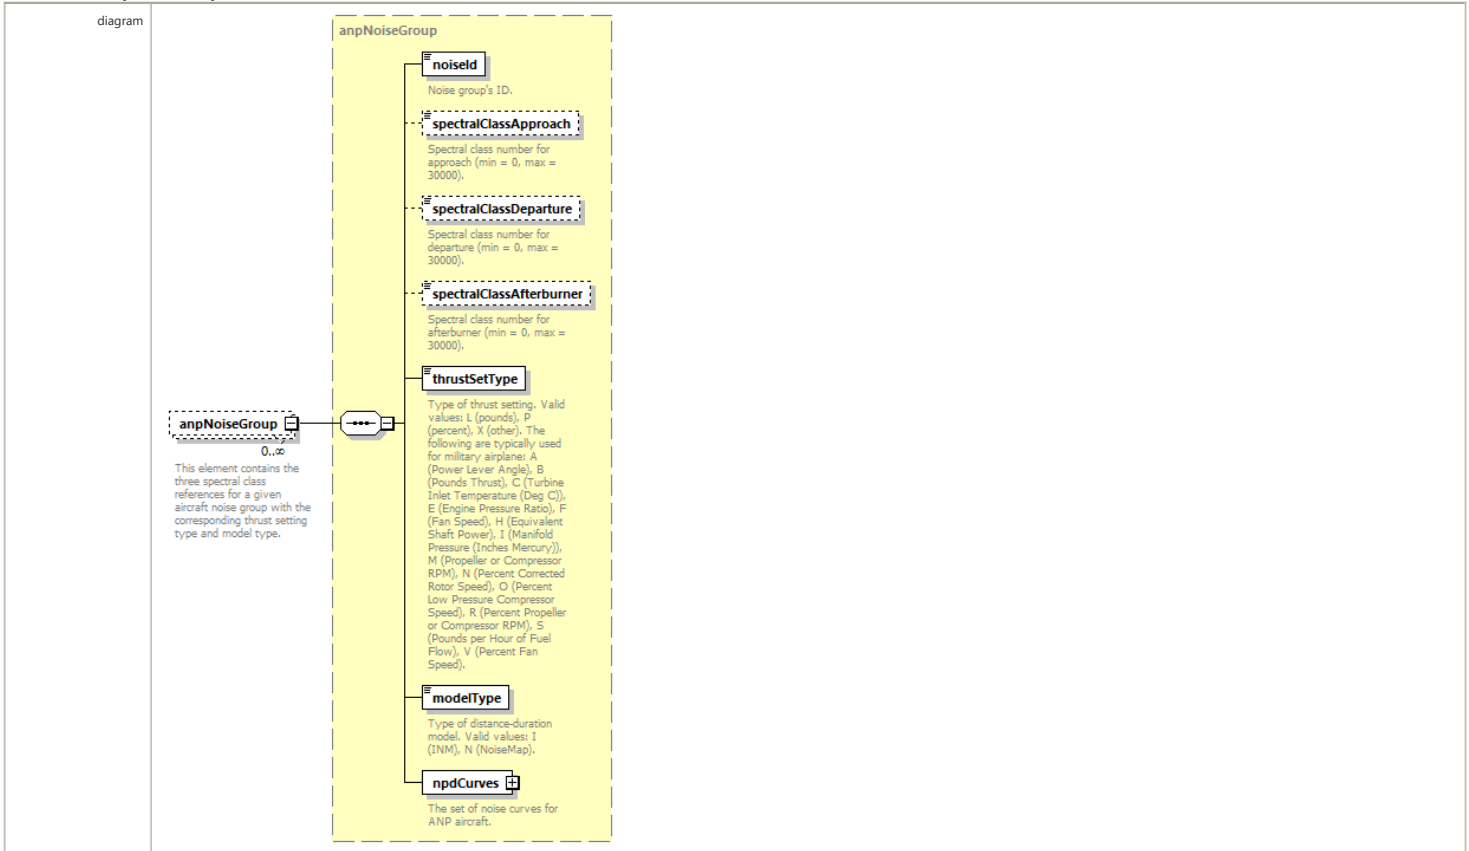 diagram
anpNoiseGroup
noiseId
Noise group's ID.
spectralClassApproach
Spectral class number for
approach (min = 0, max =
30000).
spectralClassDeparture
Spectral class number for
departure (min = 0, max =
30000).
spectralClassAfterburner
Spectral class number for
afterburner (min = 0, max =
30000).
thrustSetType
Type of thrust setting. Valid
values: L (pounds), P
(percent), X (other). The
following are typically used
for military airplane: A
(Power Lever Angle), B
(Pounds Thrust), C (Turbine
Inlet Temperature (Deg C)),
E (Engine Pressure Ratio), F
(Fan Speed), H (Equivalent
Shaft Power), I (Manifold
Pressure (Inches Mercury)),
M (Propeller or Compressor
RPM), N (Percent Corrected
Rotor Speed), O (Percent
Low Pressure Compressor
Speed), R (Percent Propeller
or Compressor RPM), S
(Pounds per Hour of Fuel
Flow), V (Percent Fan
Speed).
anpNoiseGroup
0..∞
This element contains the
three spectral class
references for a given
aircraft noise group with the
corresponding thrust setting
type and model type.
modelType
Type of distance-duration
model. Valid values: I
(INM), N (NoiseMap).
npdCurves
The set of noise curves for
ANP aircraft.